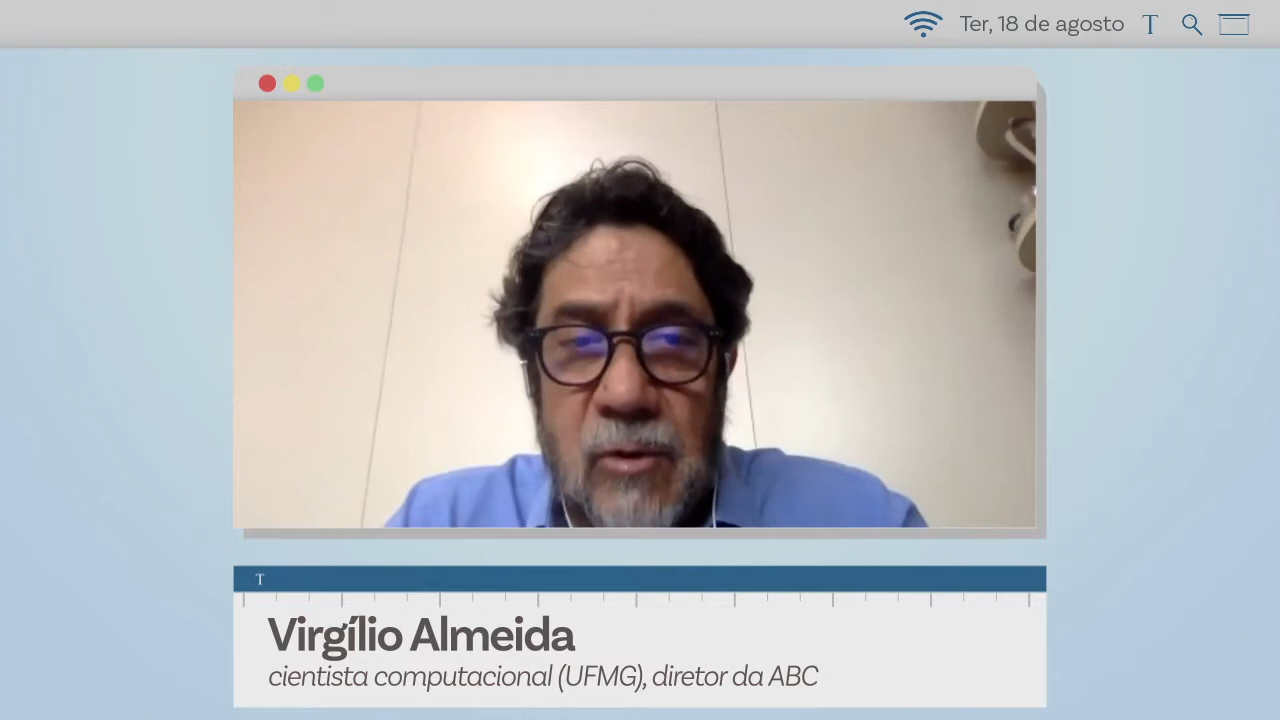 Ter, 18 de agosto T
T
Virgílio Almeida
cientista computacional (UFMG), diretor da ABC